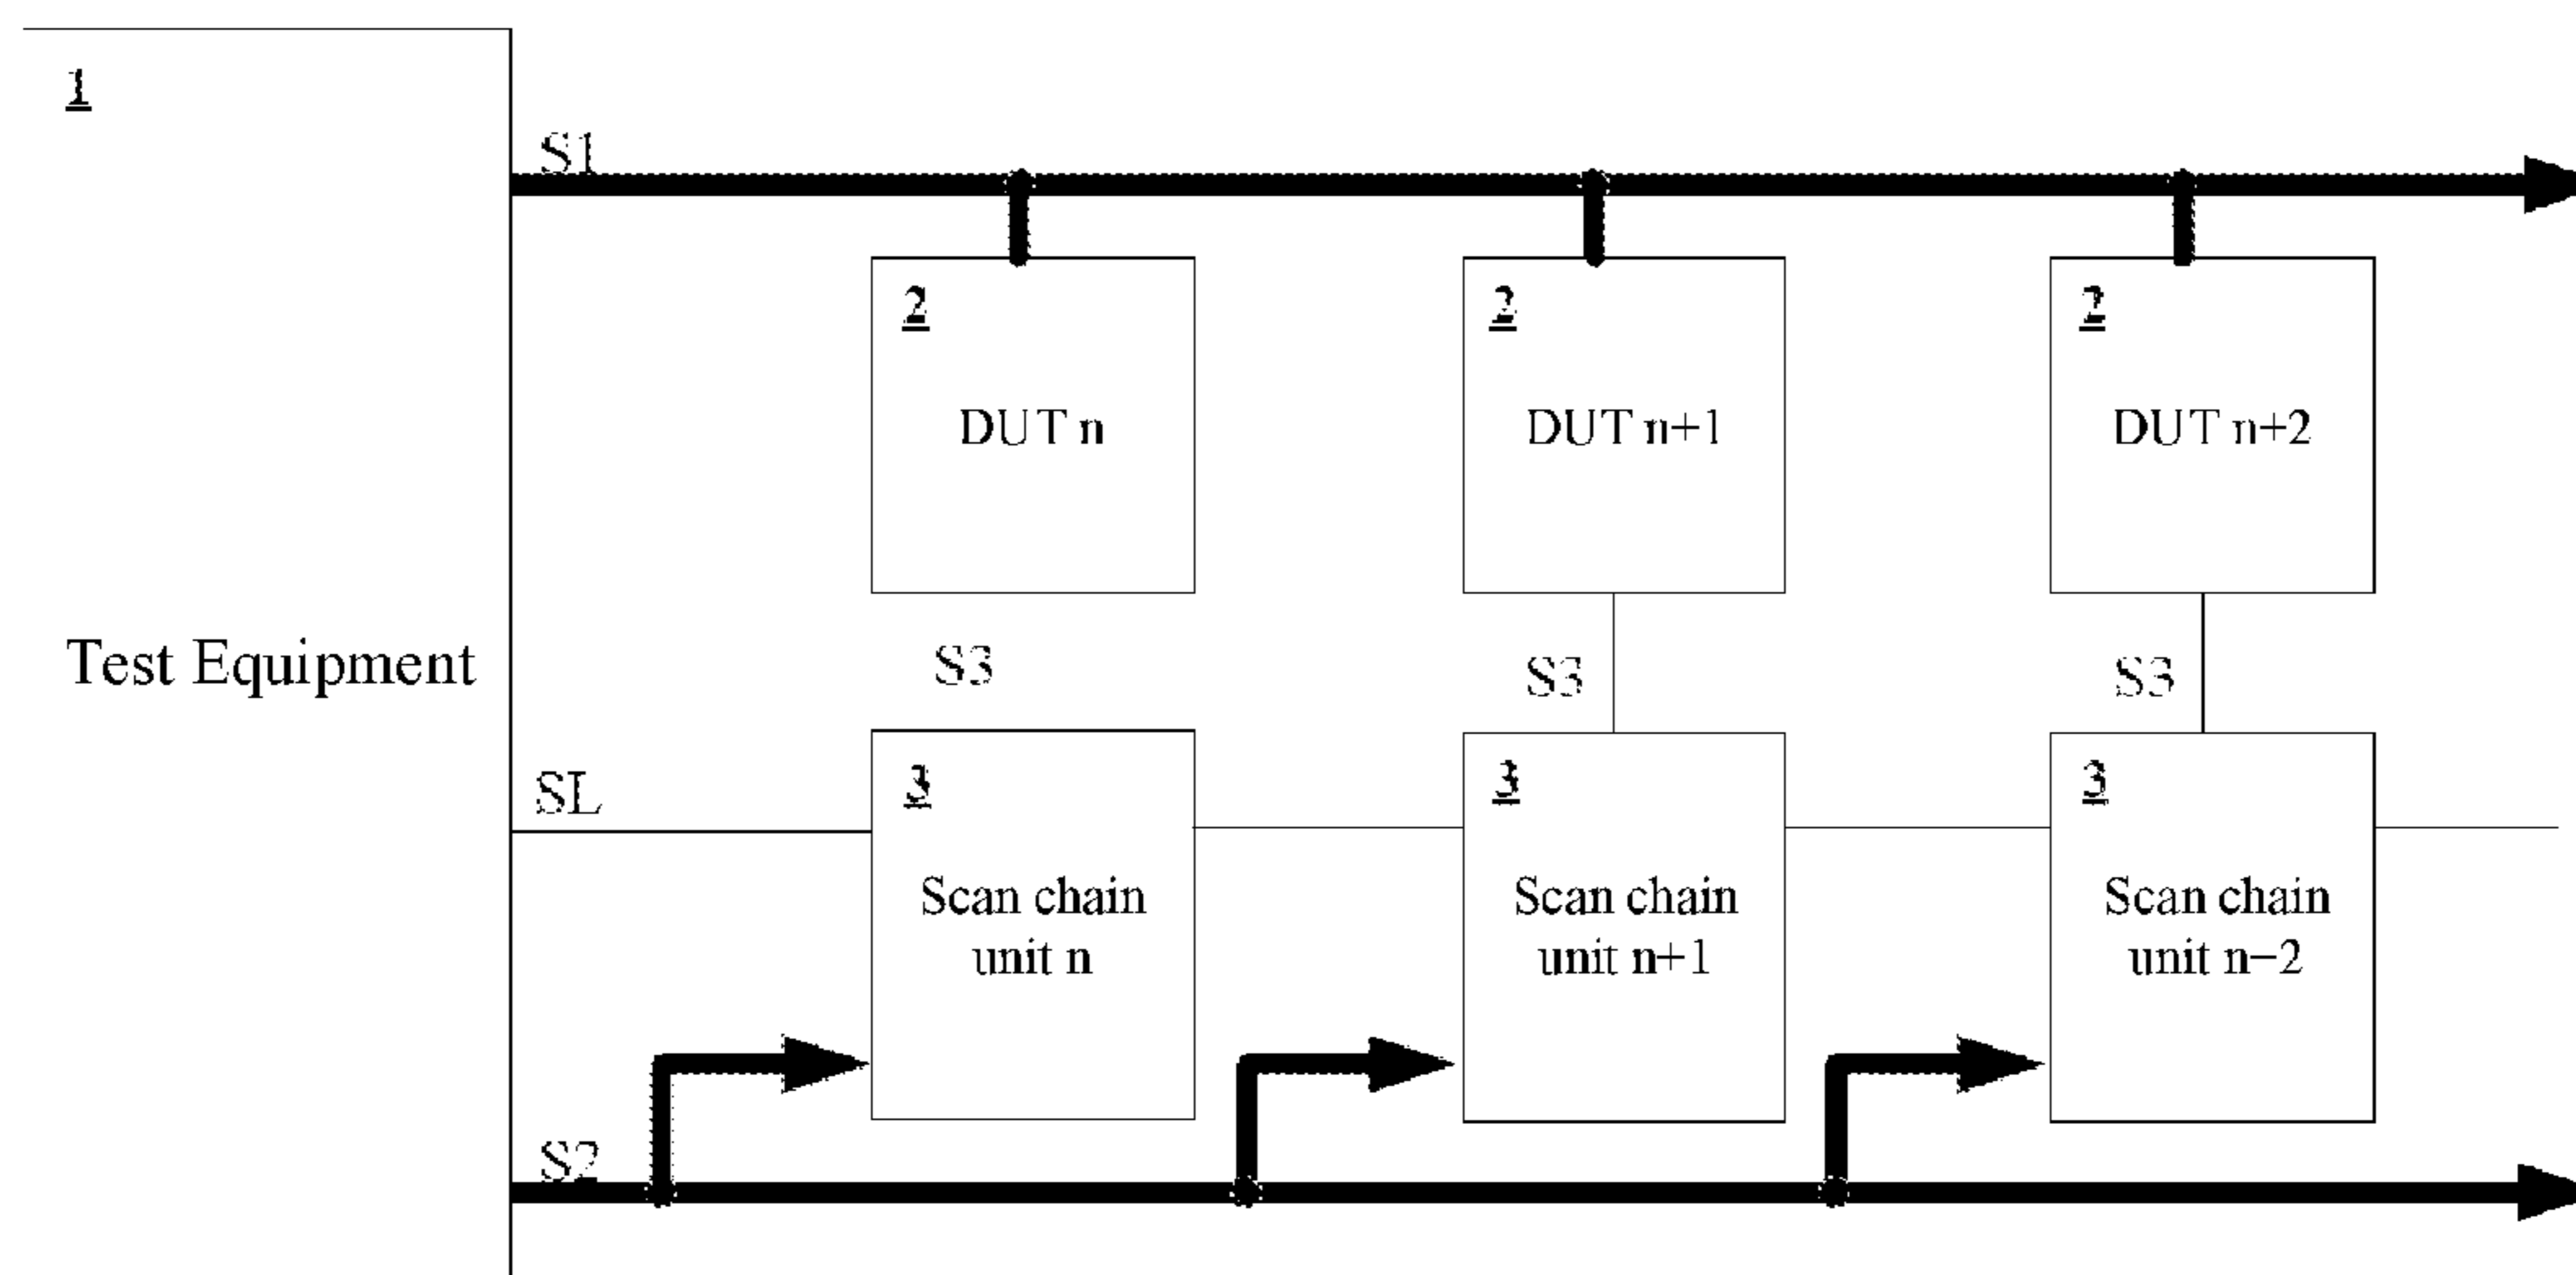 1
S1
2
2
2
DUT n
DUT n+1
DUT n+2
Test Equipment
S3
S3
S3
SL
3
3
3
Scan chain
unit n
Scan chain
unit n+1
Scan chain
unit n−2
S2